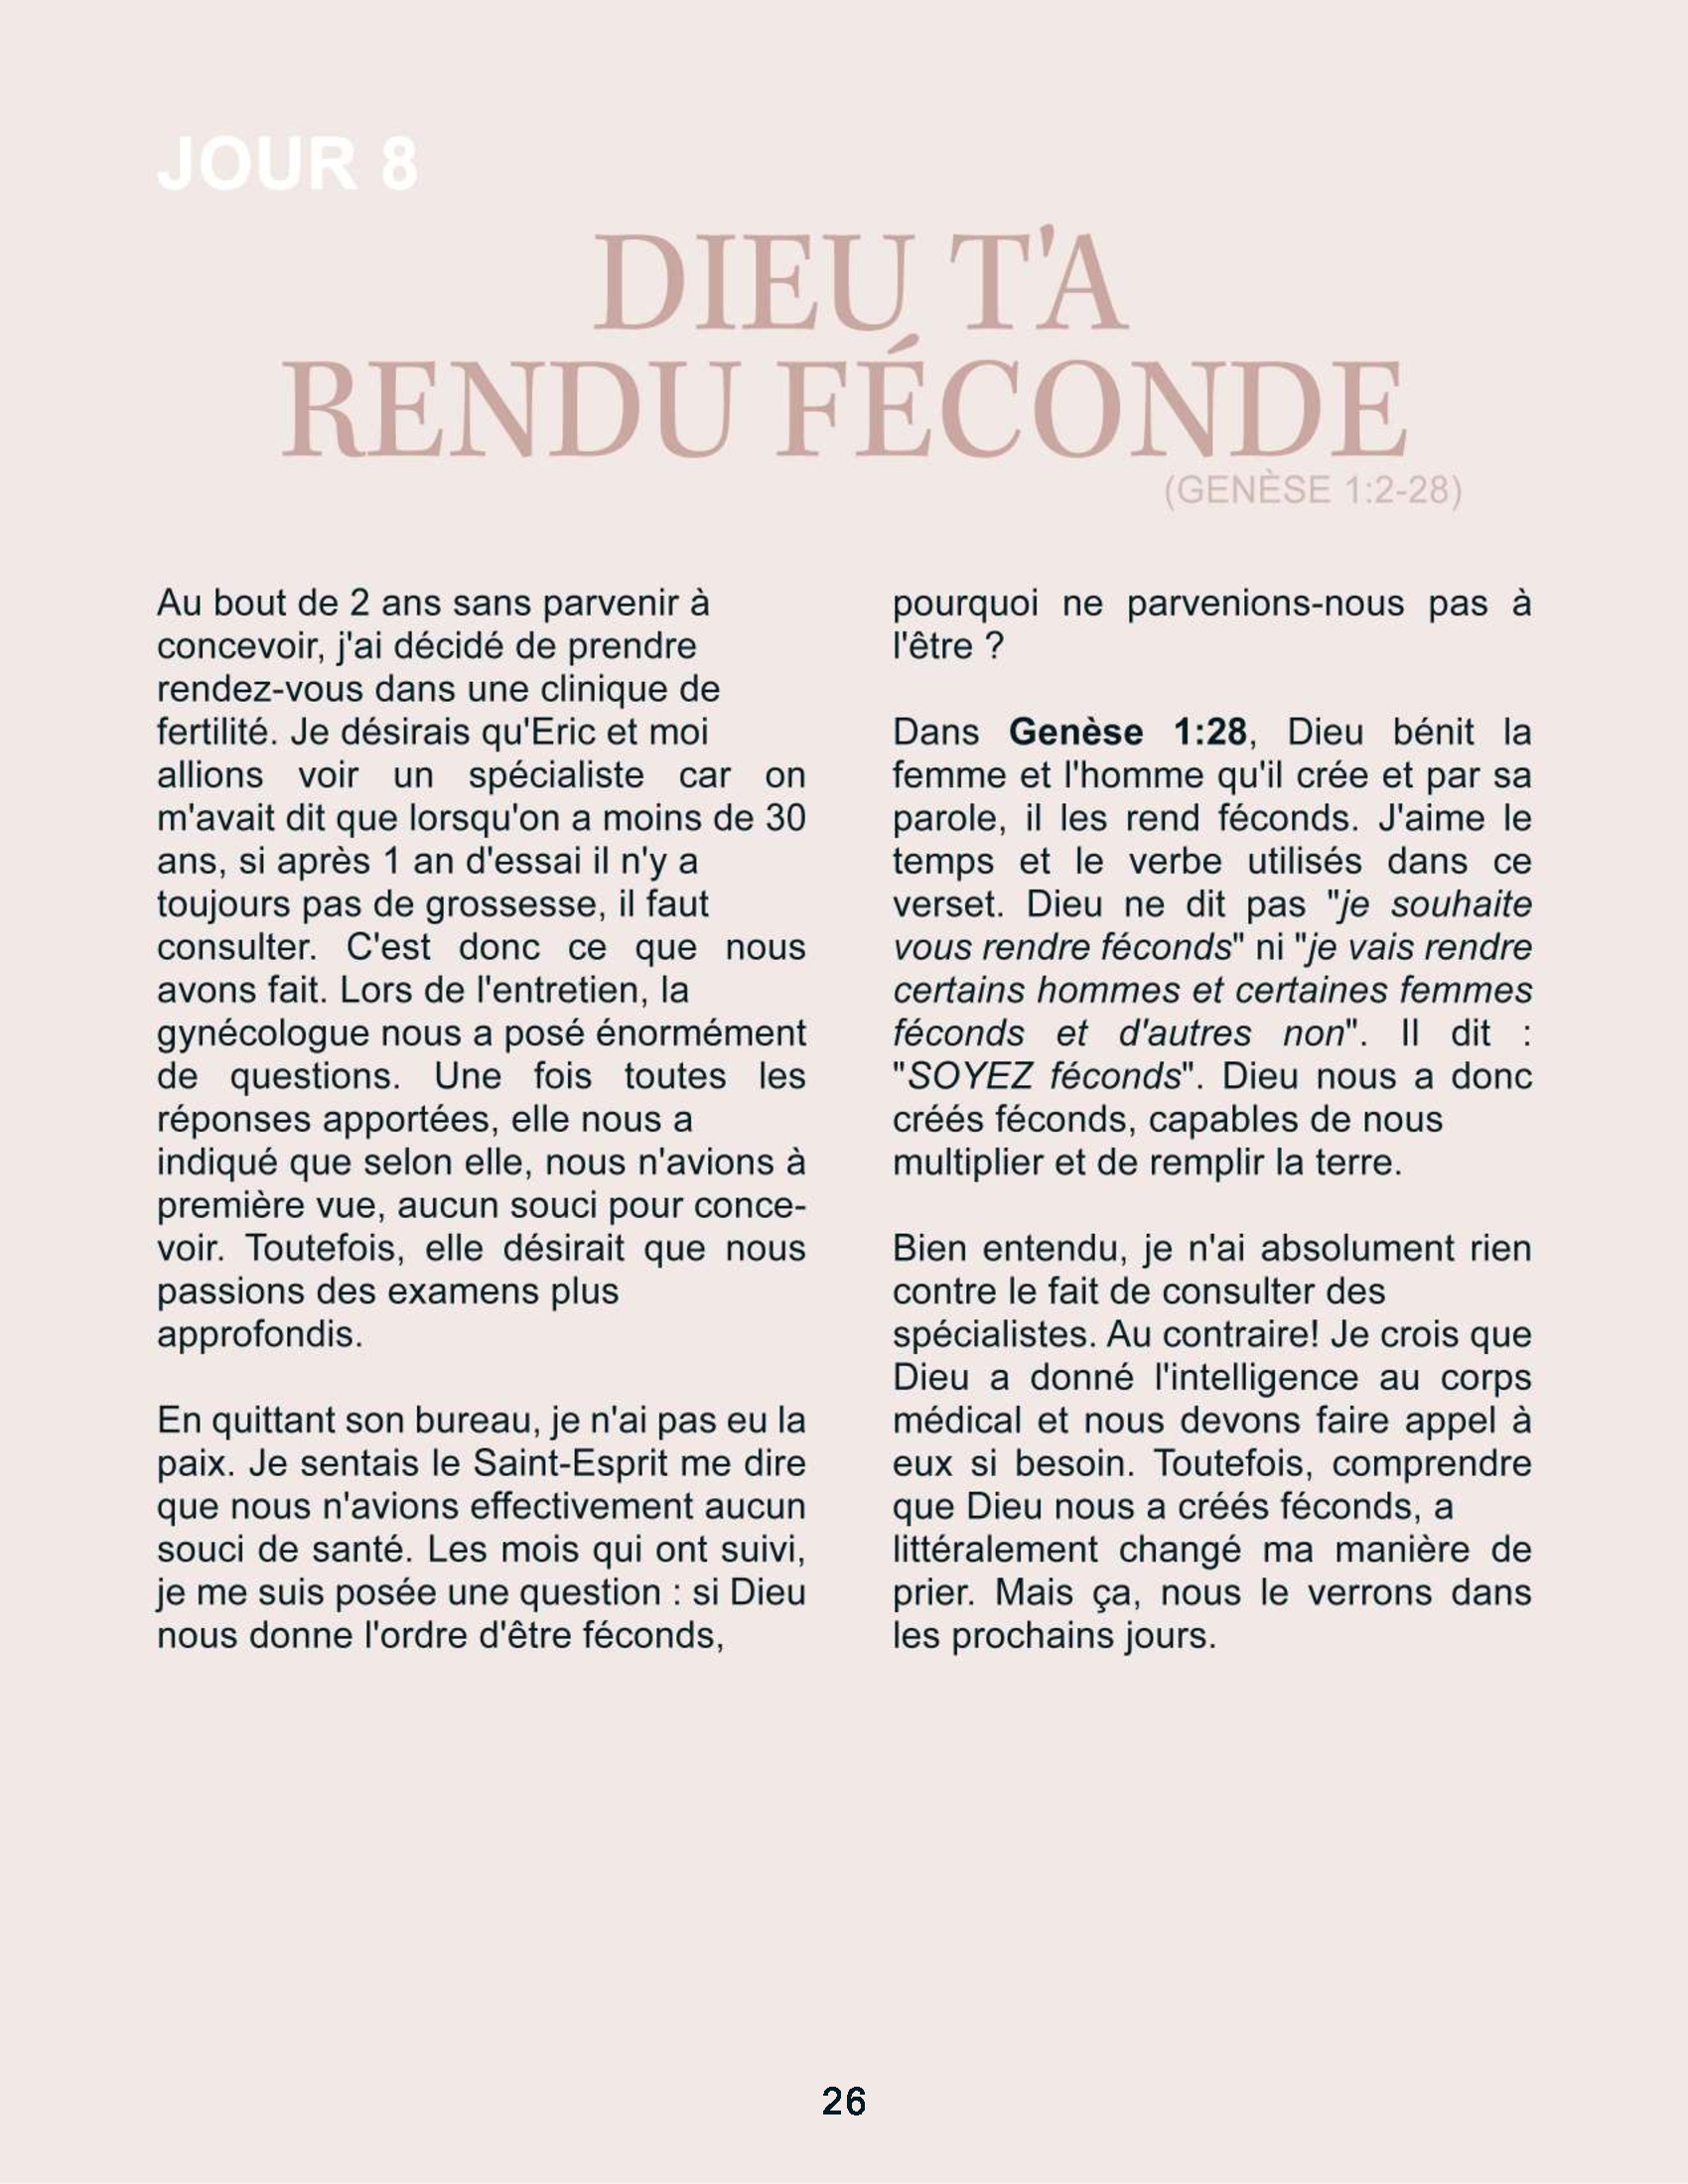 JOUR 8
DIEU T'A
RENDU FÉCONDE
(GENÈSE 1:2-28)
Au bout de 2 ans sans parvenir à
concevoir, j'ai décidé de prendre
rendez-vous dans une clinique de
fertilité. Je désirais qu'Eric et moi
allions voir un spécialiste car on
m'avait dit que lorsqu'on a moins de 30
ans, si après 1 an d'essai il n'y a
toujours pas de grossesse, il faut
consulter. C'est donc ce que nous
avons fait. Lors de l'entretien, la
gynécologue nous a posé énormément
de questions. Une fois toutes les
réponses apportées, elle nous a
indiqué que selon elle, nous n'avions à
première vue, aucun souci pour conce-
voir. Toutefois, elle désirait que nous
passions des examens plus
approfondis.
En quittant son bureau, je n'ai pas eu la
paix. Je sentais le Saint-Esprit me dire
que nous n'avions effectivement aucun
souci de santé. Les mois qui ont suivi,
je me suis posée une question : si Dieu
nous donne l'ordre d'être féconds,
pourquoi ne parvenions-nous pas à
l'être ?
Dans Genèse 1:28, Dieu bénit la
femme et l'homme qu'il crée et par sa
parole, il les rend féconds. J'aime le
temps et le verbe utilisés dans ce
verset. Dieu ne dit pas "je souhaite
vous rendre féconds" ni "je vais rendre
certains hommes et certaines femmes
féconds et d'autres non". Il dit :
"SOYEZ féconds". Dieu nous a donc
créés féconds, capables de nous
multiplier et de remplir la terre.
Bien entendu, je n'ai absolument rien
contre le fait de consulter des
spécialistes. Au contraire! Je crois que
Dieu a donné l'intelligence au corps
médical et nous devons faire appel à
eux si besoin. Toutefois, comprendre
que Dieu nous a créés féconds, a
littéralement changé ma manière de
prier. Mais ça, nous le verrons dans
les prochains jours.
26